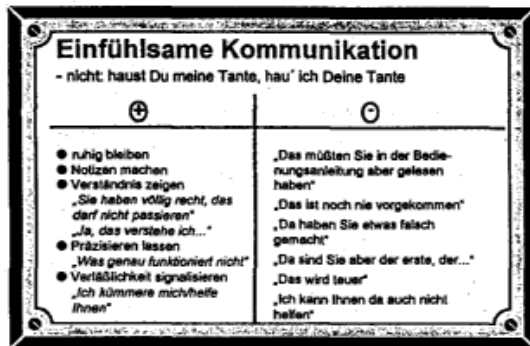 Einfühlsame Kommunikation
- nicht: haust Du meine Tante, hau' ich Deine Tante
⊕
● ruhig bleiben
● Notizen machen
● Verständnis zeigen
„Sie haben völlig recht, das
darf nicht passieren"
„Ja, das verstehe ich..."
● Präzisieren lassen
„Was genau funktioniert nicht"
● Verläßlichkeit signalisieren
„Ich kümmere mich/helfe
Ihnen"
⊖
„Das müßten Sie in der Bedie-
nungsanleitung aber gelesen
haben"
„Das ist noch nie vorgekommen"
„Da haben Sie etwas falsch
gemacht"
„Da sind Sie aber der erste, der..."
„Das wird teuer"
„Ich kann Ihnen da auch nicht
helfen"